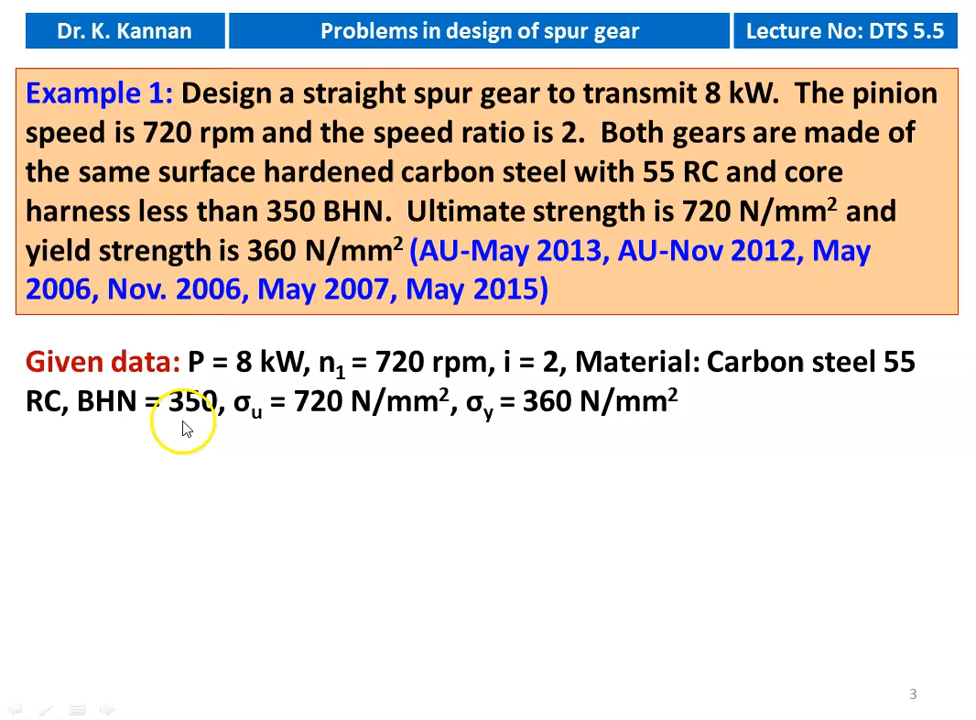 Dr. K. Kannan
Problems in design of spur gear
Lecture No: DTS 5.5
Example 1: Design a straight spur gear to transmit 8 kW. The pinion
speed is 720 rpm and the speed ratio is 2. Both gears are made of
the same surface hardened carbon steel with 55 RC and core
harness less than 350 BHN. Ultimate strength is 720 N/mm² and
yield strength is 360 N/mm² (AU-May 2013, AU-Nov 2012, May
2006, Nov. 2006, May 2007, May 2015)
Given data: P = 8 kW, n₁ = 720 rpm, i = 2, Material: Carbon steel 55
RC, BHN = 350, σᵤ = 720 N/mm², σᵧ = 360 N/mm²
3